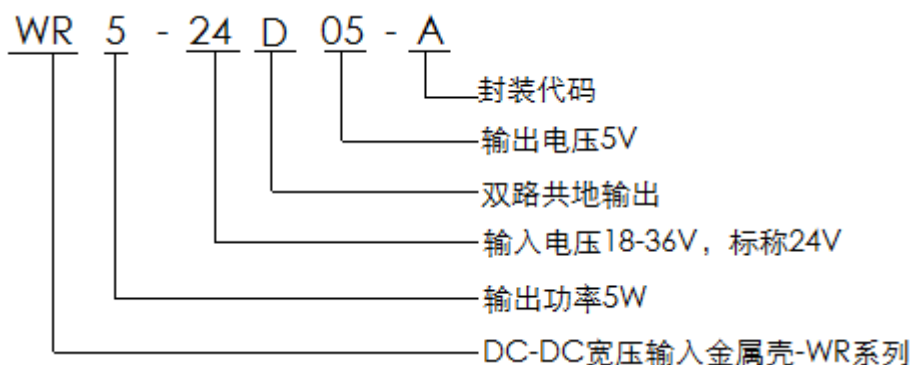 WR 5 - 24 D 05 - A
封装代码
输出电压5V
双路共地输出
输入电压18-36V，标称24V
输出功率5W
DC-DC宽压输入金属壳-WR系列